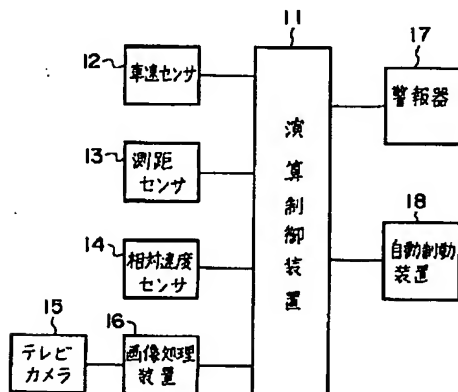 11
12
車速センサ
13
測距
センサ
14
相対速度
センサ
15
テレビ
カメラ
16
画像処理
装置
演算制御装置
17
警報器
18
自動制動
装置